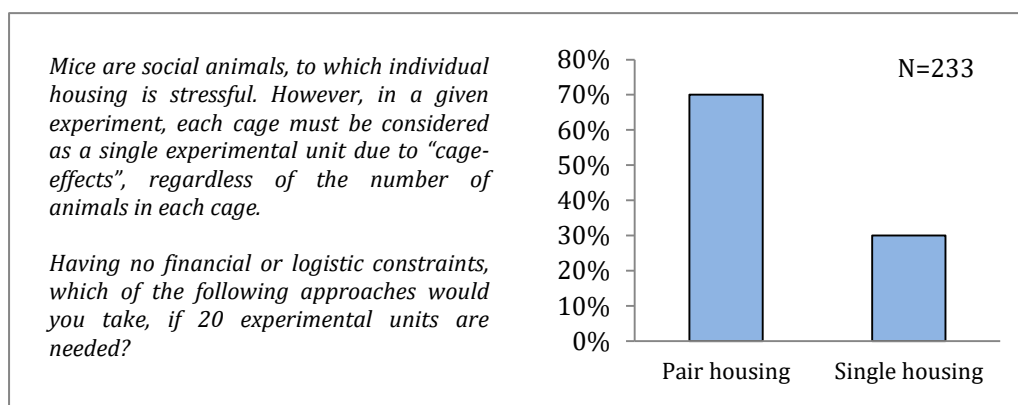 Mice are social animals, to which individual
housing is stressful. However, in a given
experiment, each cage must be considered
as a single experimental unit due to “cage-
effects”, regardless of the number of
animals in each cage.
Having no financial or logistic constraints,
which of the following approaches would
you take, if 20 experimental units are
needed?
N=233
80%
70%
60%
50%
40%
30%
20%
10%
0%
Pair housing
Single housing